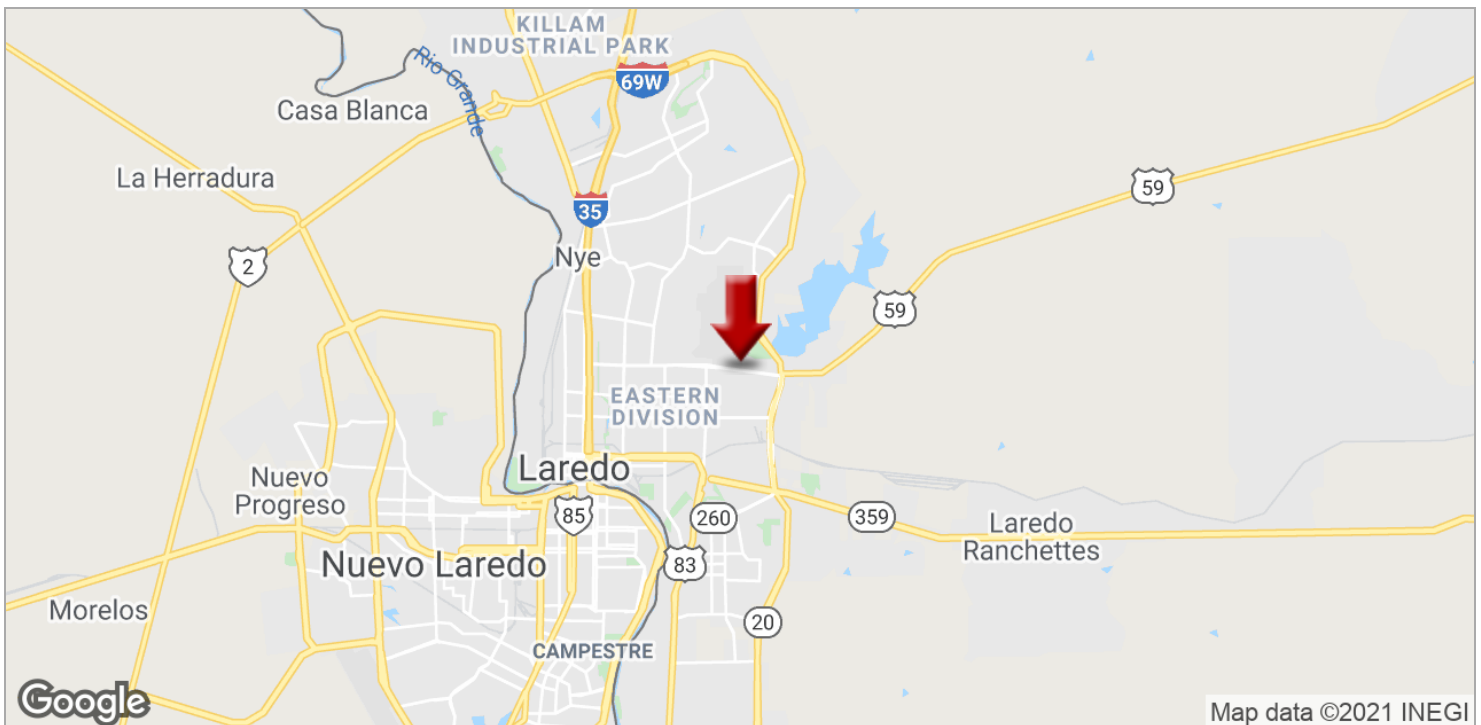 KILLAM
INDUSTRIAL PARK
69W
Rio Grande
Casa Blanca
La Herradura
59
35
2
Nye
59
EASTERN
DIVISION
Laredo
Nuevo
Progreso
85
260
359
Laredo
Ranchettes
Nuevo Laredo
83
Morelos
20
CAMPESTRE
Google
Map data ©2021 INEGI